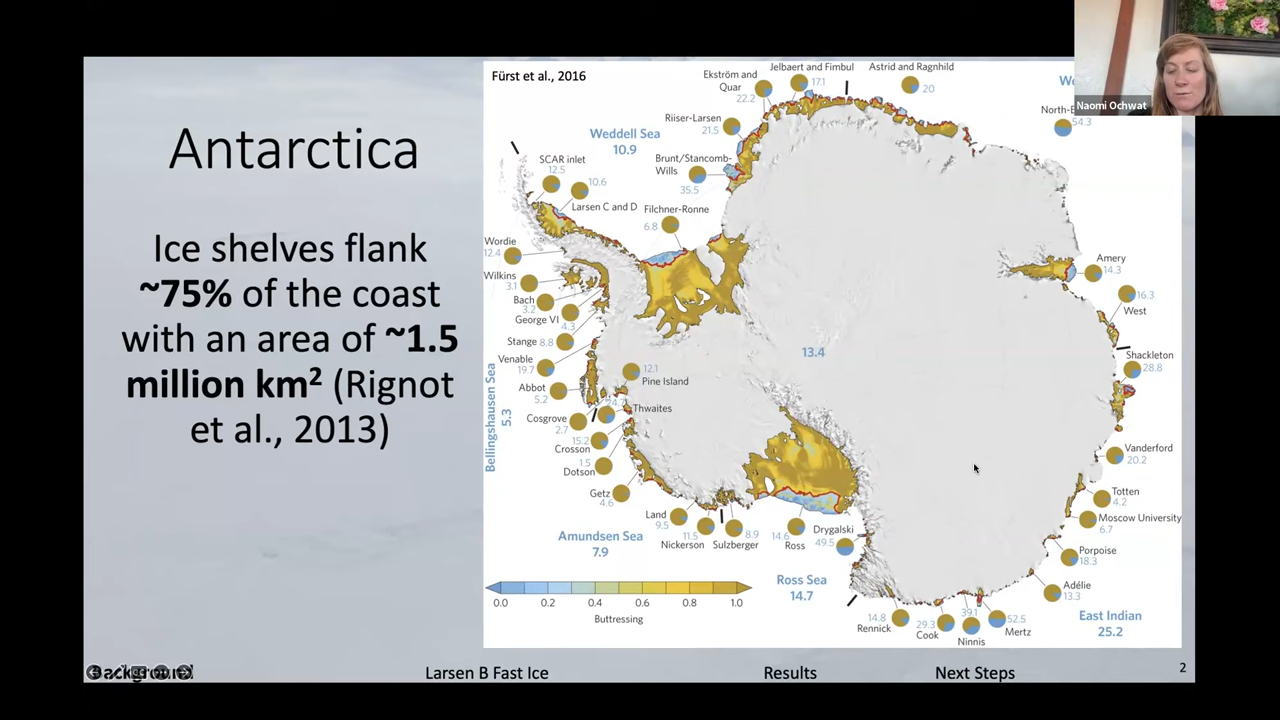 Antarctica
Ice shelves flank
~75% of the coast
with an area of ~1.5
million km² (Rignot
et al., 2013)
Fürst et al., 2016
Naomi Ochwat
Jelbaert and Fimbul
17.1
Astrid and Ragnhild
20
Ekström and
Quar
22.2
Riiser-Larsen
21.5
54.3
Weddell Sea
10.9
Brunt/Stancomb-
Wills
35.5
SCAR inlet
12.5
10.6
Larsen C and D
Filchner-Ronne
6.8
Wordie
12.4
Wilkins
3.1
Bach
3.2
George VI
4.3
Stange 8.8
Venable
19.7
Abbot
5.2
Cosgrove
2.7
12.1
Pine Island
24.7
Thwaites
15.2
Crosson
1.5
Dotson
Getz
4.6
Bellingshausen Sea
5.3
Land
9.5
11.5
Nickerson
8.9
Sulzberger
14.6
Ross
Drygalski
49.5
Amundsen Sea
7.9
Ross Sea
14.7
13.4
Amery
14.3
16.3
West
Shackleton
28.8
Vanderford
20.2
Totten
4.2
Moscow University
6.7
Porpoise
18.3
Adélie
13.3
East Indian
25.2
14.8
Rennick
29.3
Cook
39.1
Ninnis
52.5
Mertz
0.0 0.2 0.4 0.6 0.8 1.0
Buttressing
Background
Larsen B Fast Ice
Results
Next Steps
2